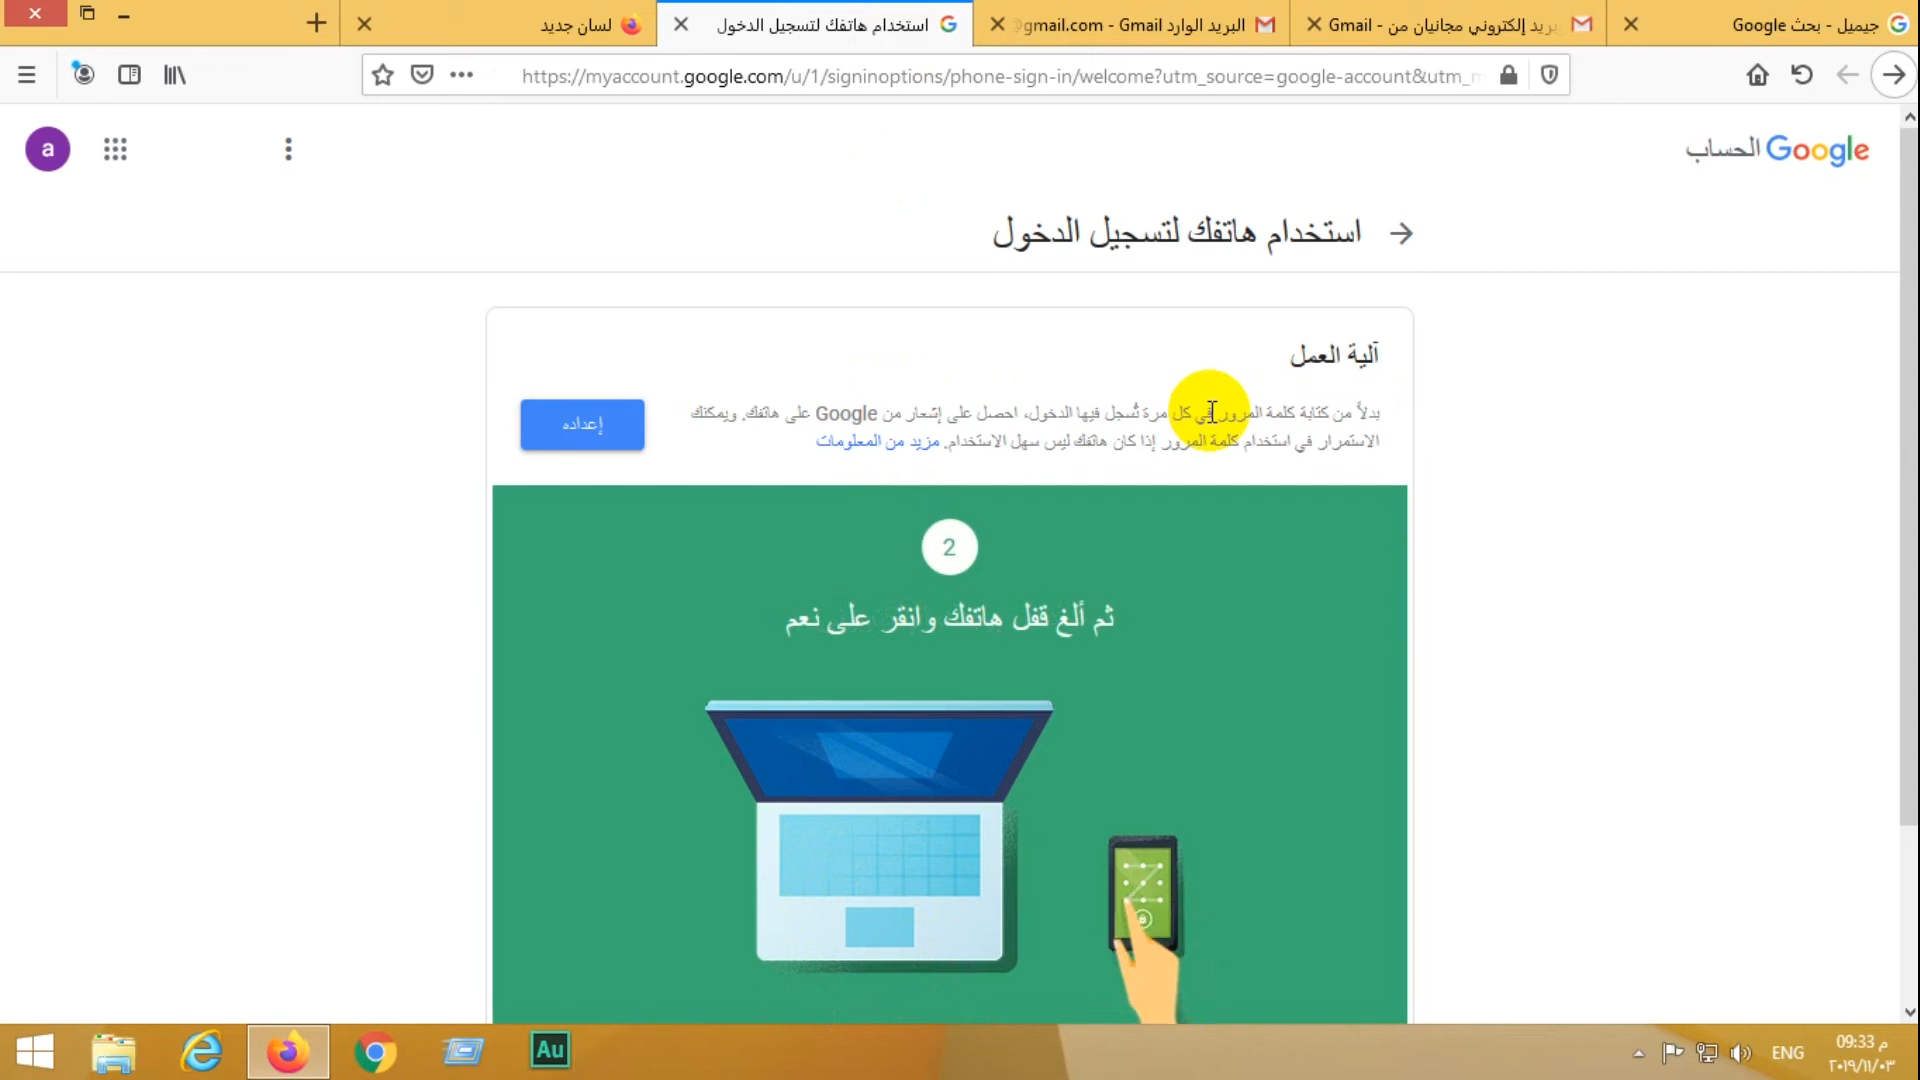 جيميل - بحث Google
بريد إلكتروني مجانيان من - Gmail
البريد الوارد - @gmail.com - Gmail
استخدام هاتفك لتسجيل الدخول
لسان جديد
https://myaccount.google.com/u/1/signinoptions/phone-sign-in/welcome?utm_source=google-account&utm_m
Google الحساب
a
استخدام هاتفك لتسجيل الدخول
آلية العمل
بدلاً من كتابة كلمة المرور في كل مرة تُسجل فيها الدخول، احصل على إشعار من Google على هاتفك. ويمكنك
الاستمرار في استخدام كلمة المرور إذا كان هاتفك ليس سهل الاستخدام. مزيد من المعلومات
إعداده
2
ثم ألغ قفل هاتفك وانقر على نعم
Au
ENG
09:33 م
٢٠١٩/١١/٠٣